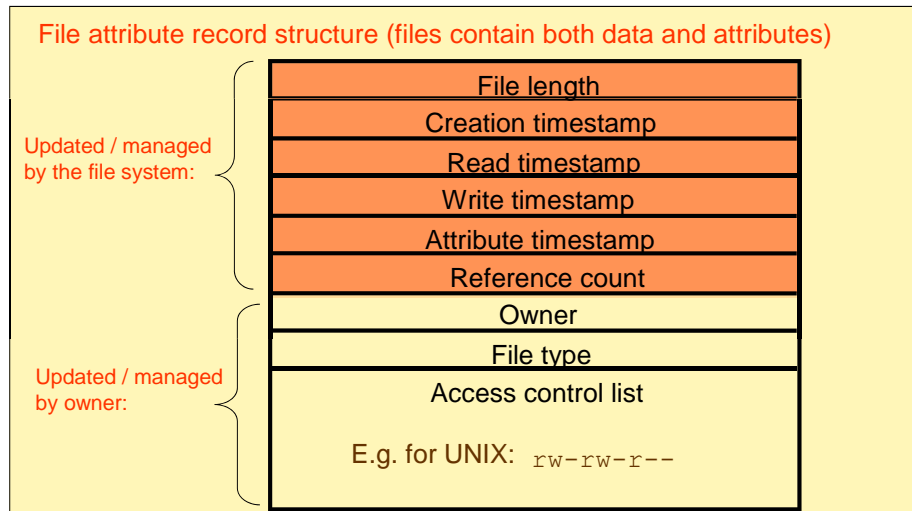 File attribute record structure (files contain both data and attributes)
File length
Creation timestamp
Updated / managed
by the file system:
Read timestamp
Write timestamp
Attribute timestamp
Reference count
Owner
File type
Updated / managed
by owner:
Access control list
E.g. for UNIX: rw-rw-r--